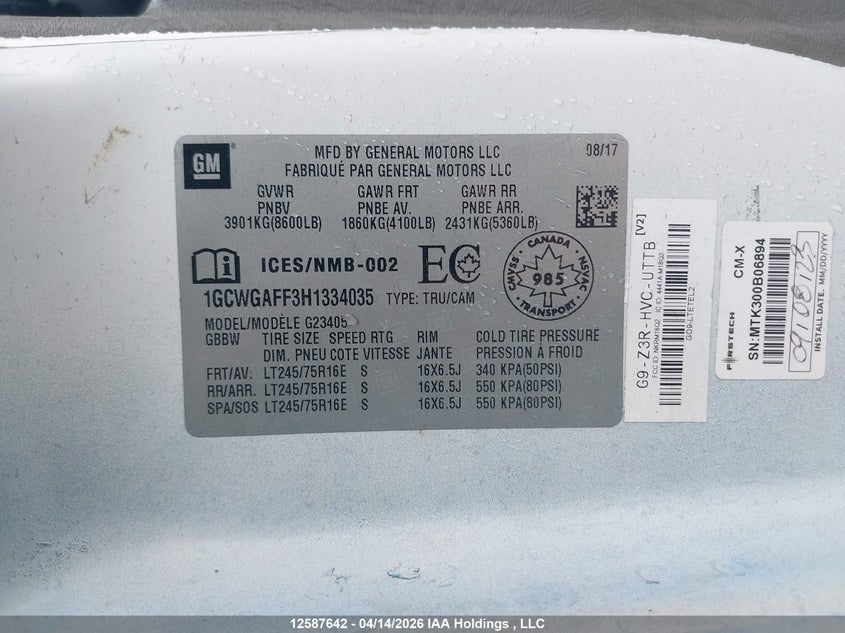 GM
MFD BY GENERAL MOTORS LLC 08/17
FABRIQUÉ PAR GENERAL MOTORS LLC
GVWR GAWR FRT GAWR RR
PNBV PNBE AV. PNBE ARR.
3901KG(8600LB) 1860KG(4100LB) 2431KG(5360LB)
ICES/NMB-002 EC
CANADA
CMVSS 985 NSVAC
TRANSPORT
1GCWGAFF3H1334035 TYPE: TRU/CAM
MODEL/MODÈLE G23405
GBBW TIRE SIZE SPEED RTG RIM COLD TIRE PRESSURE
DIM. PNEU COTE VITESSE JANTE PRESSION À FROID
FRT/AV. LT245/75R16E S 16X6.5J 340 KPA(50PSI)
RR/ARR. LT245/75R16E S 16X6.5J 550 KPA(80PSI)
SPA/SOS LT245/75R16E S 16X6.5J 550 KPA(80PSI)
G9-Z3R-HVC-UTTB [V2]
GO9LTETEL2
FIRSTECH
CM-X
SN:MTK300B06894
09/08/23
INSTALL DATE. MM/DD/YYYY
12587642 - 04/14/2026 IAA Holdings , LLC